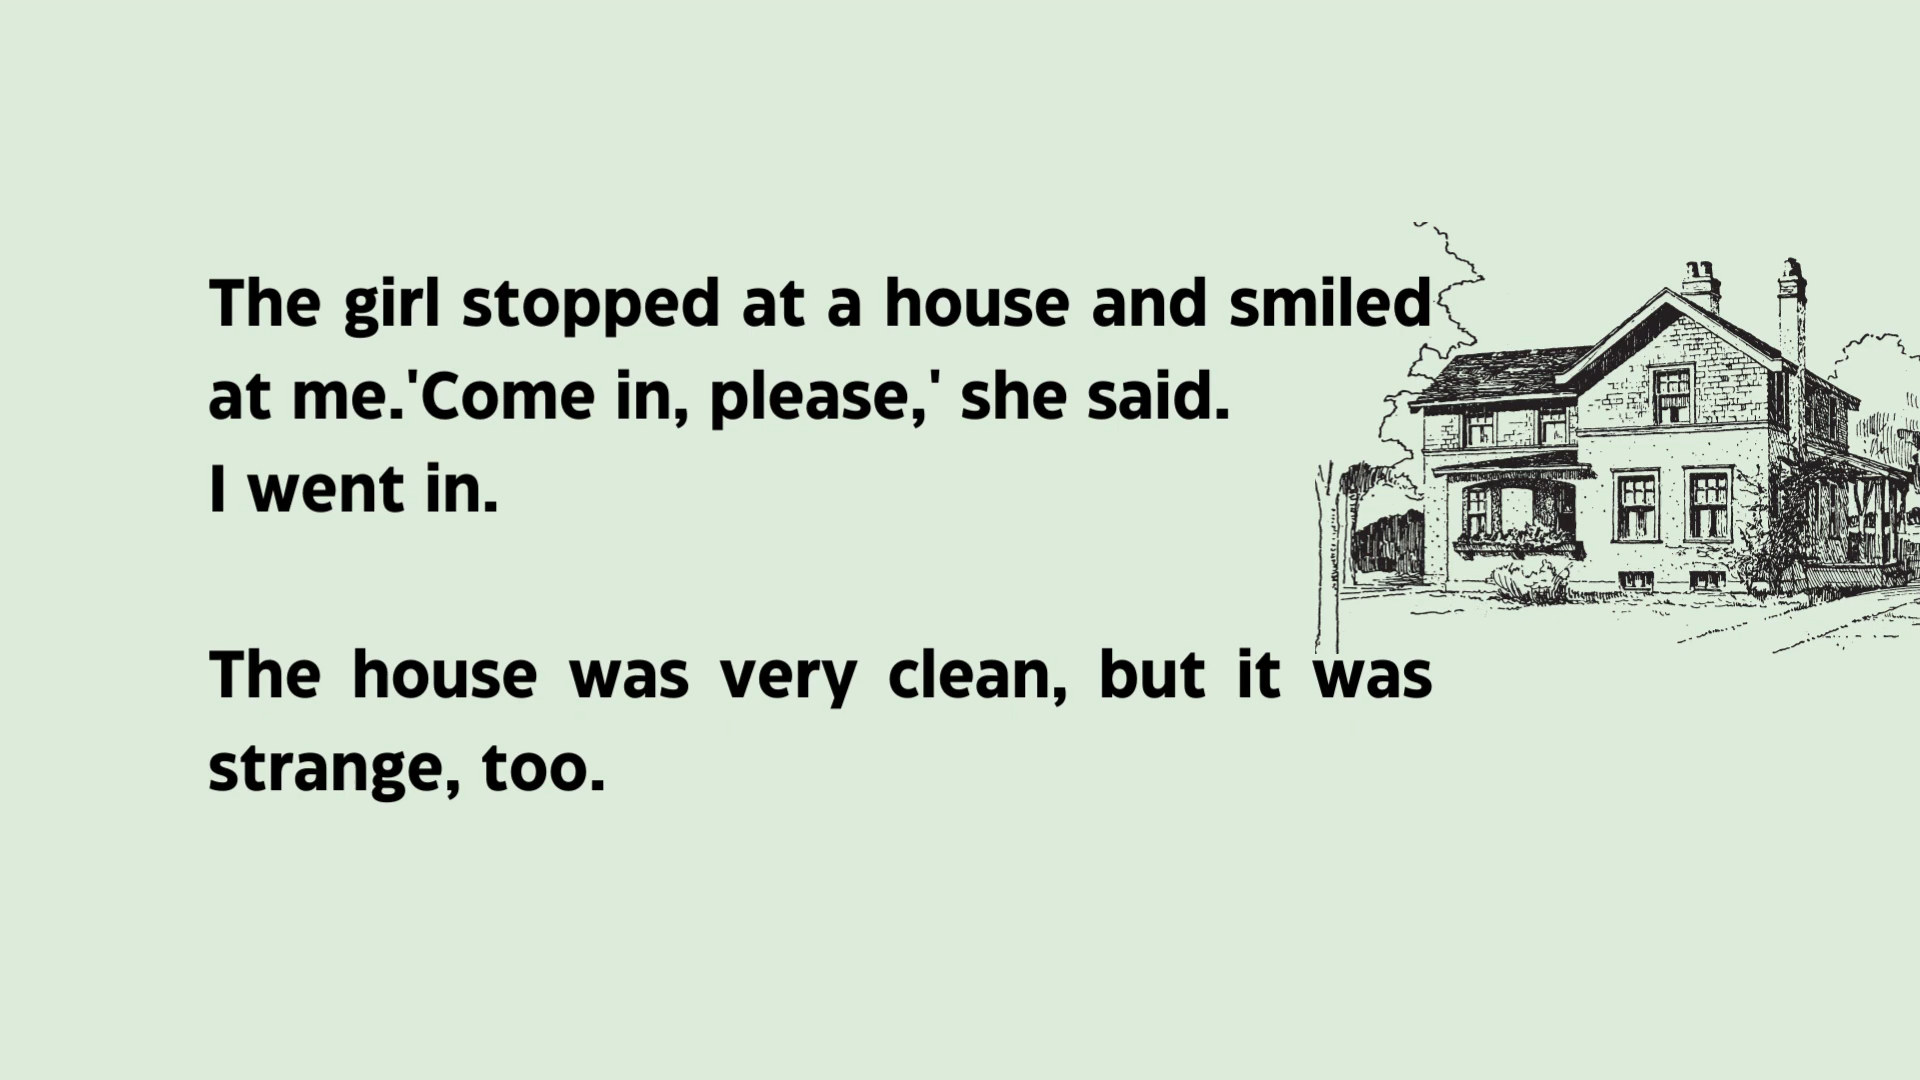 The girl stopped at a house and smiled
at me.'Come in, please,' she said.
I went in.
The house was very clean, but it was
strange, too.